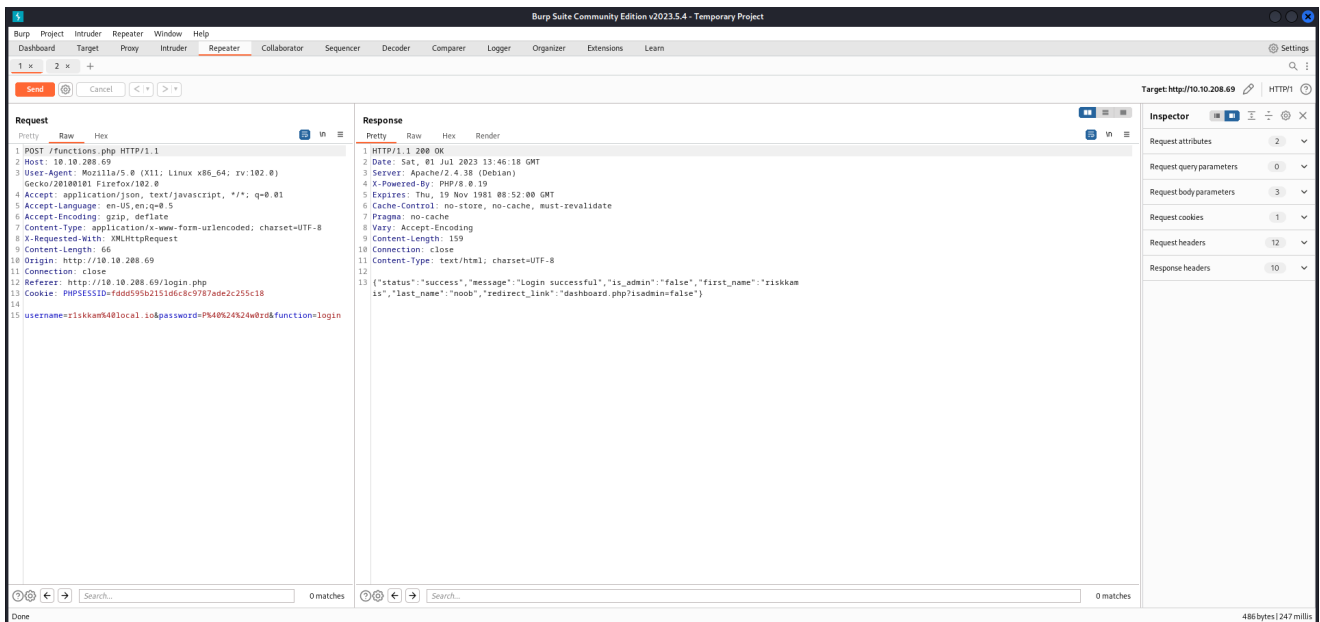 Burp Suite Community Edition v2023.5.4 - Temporary Project
Burp Project Intruder Repeater Window Help
Dashboard Target Proxy Intruder Repeater Collaborator Sequencer Decoder Comparer Logger Organizer Extensions Learn Settings
1 × 2 × +
Send Cancel < > Target: http://10.10.208.69 HTTP/1
Request
Pretty Raw Hex \n
1 POST /functions.php HTTP/1.1
2 Host: 10.10.208.69
3 User-Agent: Mozilla/5.0 (X11; Linux x86_64; rv:102.0)
Gecko/20100101 Firefox/102.0
4 Accept: application/json, text/javascript, */*; q=0.01
5 Accept-Language: en-US,en;q=0.5
6 Accept-Encoding: gzip, deflate
7 Content-Type: application/x-www-form-urlencoded; charset=UTF-8
8 X-Requested-With: XMLHttpRequest
9 Content-Length: 66
10 Origin: http://10.10.208.69
11 Connection: close
12 Referer: http://10.10.208.69/login.php
13 Cookie: PHPSESSID=fddd595b2151d6c8c9787ade2c255c18
14
15 username=r1skkam%40local.io&password=P%40%24%24w0rd&function=login
Search... 0 matches
Response
Pretty Raw Hex Render \n
1 HTTP/1.1 200 OK
2 Date: Sat, 01 Jul 2023 13:46:18 GMT
3 Server: Apache/2.4.38 (Debian)
4 X-Powered-By: PHP/8.0.19
5 Expires: Thu, 19 Nov 1981 08:52:00 GMT
6 Cache-Control: no-store, no-cache, must-revalidate
7 Pragma: no-cache
8 Vary: Accept-Encoding
9 Content-Length: 159
10 Connection: close
11 Content-Type: text/html; charset=UTF-8
12
13 {"status":"success","message":"Login successful","is_admin":"false","first_name":"riskkam
is","last_name":"noob","redirect_link":"dashboard.php?isadmin=false"}
Search... 0 matches
Inspector
Request attributes 2
Request query parameters 0
Request body parameters 3
Request cookies 1
Request headers 12
Response headers 10
Done 486 bytes | 247 millis